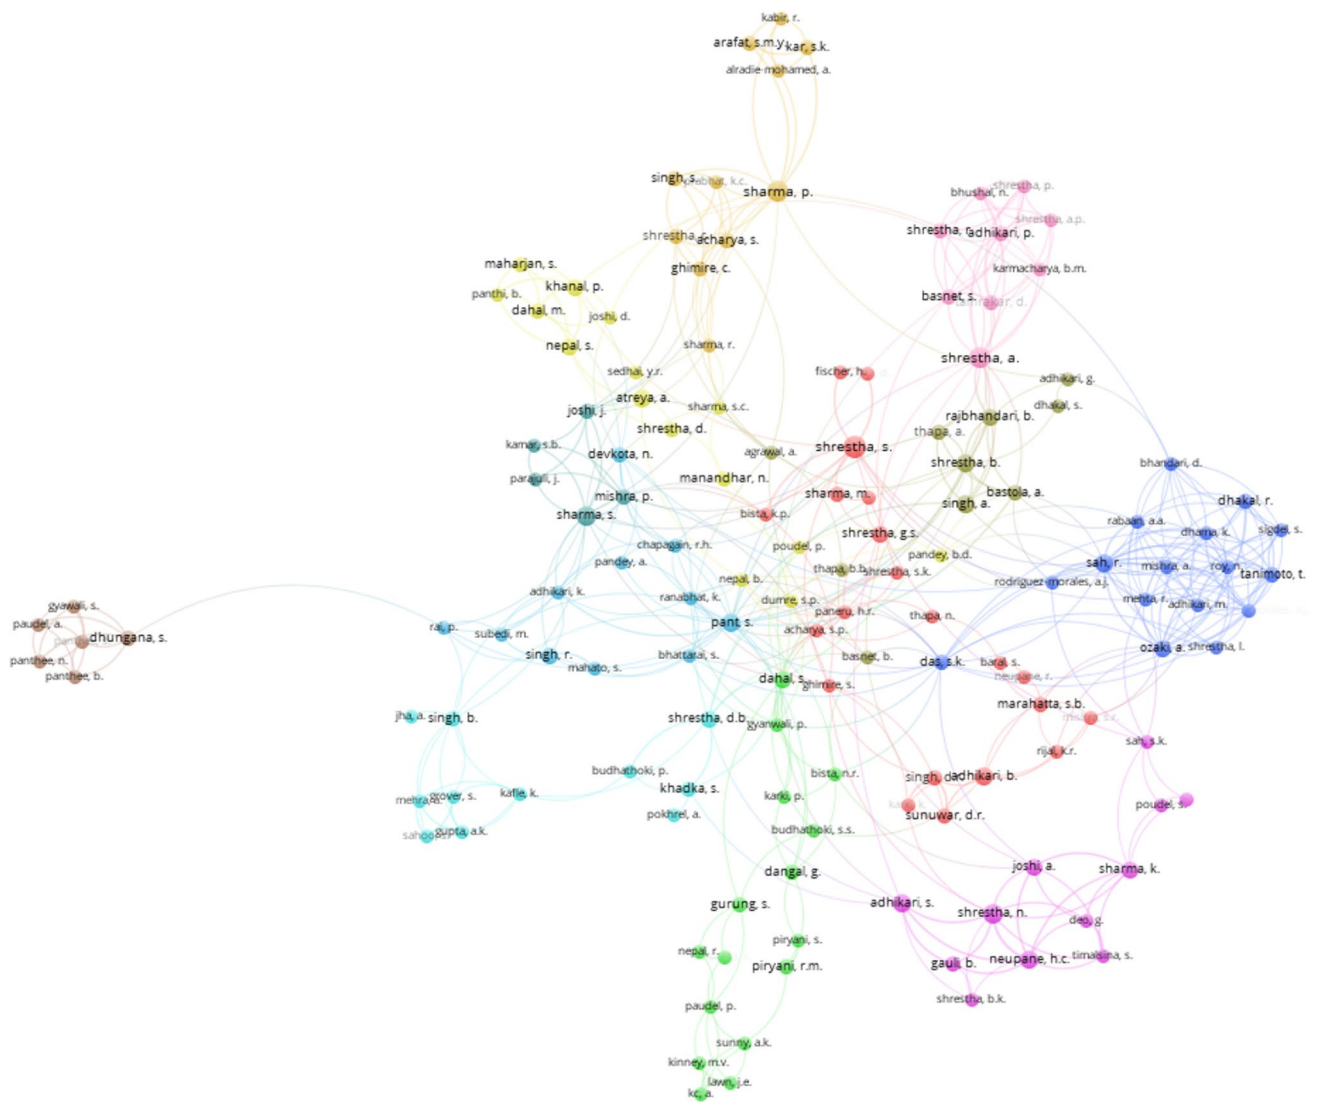 kabir, r.
arafat, s.m.y.
kar, s.k.
alradie-mohamed, a.
singh, s.
prabhat, k.c.
sharma, p.
bhushal, n.
shrestha, p.
shrestha, a.p.
shrestha, r.
adhikari, p.
shrestha,
acharya, s.
maharjan, s.
ghimire, c.
karmacharya, b.m.
khanal, p.
panthi, b.
basnet, s.
dahal, m.
joshi, d.
nepal, s.
sharma, r.
shrestha, a.
sedhai, y.r.
fischer, h.
adhikari, g.
atreya, a.
sharma, s.c.
dhakal, s.
joshi, j.
rajbhandari, b.
shrestha, d.
thapa, a.
kamar, s.b.
shrestha, s.
devkota, n.
agrawal, a.
shrestha, b.
bhandari, d.
parajuli, j.
manandhar, n.
mishra, p.
sharma, m.
bastola, a.
singh, a.
dhakal, r.
sharma, s.
bista, k.p.
rabaan, a.a.
sigdel, s.
dhama, k.
shrestha, g.s.
chapagain, r.h.
poudel, p.
pandey, b.d.
pandey, a.
thapa, b.b.
shrestha, s.k.
sah, r.
mishra, a.
roy, n.
tanimoto, t.
nepal, b.
rodriguez-morales, a.j.
adhikari, k.
ranabhat, k.
dumre, s.p.
mehta, r.
adhikari, m.
gyawali, s.
paneru, h.r.
thapa, n.
paudel, a.
pant, s.
rai, p.
acharya, s.p.
dhungana, s.
subedi, m.
singh, r.
bhattarai, s.
basnet, b.
ozaki, a.
shrestha, l.
panthee, n.
mahato, s.
das, s.k.
baral, s.
panthee, b.
dahal, s.
ghimire, s.
neupane, r.
marahatta, s.b.
jha, a.
singh, b.
shrestha, d.b.
gyanwali, p.
sah, s.k.
rijal, k.r.
budhathoki, p.
bista, n.r.
singh,
adhikari, b.
khadka, s.
kafle, k.
mehra, a.
grover, s.
karki, p.
poudel, s.
pokhrel, a.
sunuwar, d.r.
gupta, a.k.
budhathoki, s.s.
dangal, g.
joshi, a.
sharma, k.
gurung, s.
adhikari, s.
shrestha, n.
deo, g.
nepal, r.
piryani, s.
piryani, r.m.
gauli, b.
neupane, h.c.
timalsina, s.
shrestha, b.k.
paudel, p.
sunny, a.k.
kinney, m.v.
lawn, j.e.
kc, a.